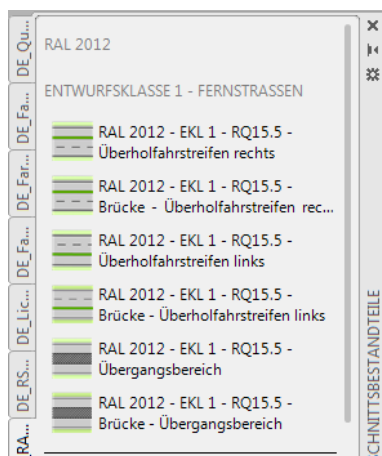 RAL 2012
ENTWURFSKLASSE 1 - FERNSTRASSEN
RAL 2012 - EKL 1 - RQ15.5 -
Überholfahrstreifen rechts
RAL 2012 - EKL 1 - RQ15.5 -
Brücke - Überholfahrstreifen rec...
RAL 2012 - EKL 1 - RQ15.5 -
Überholfahrstreifen links
RAL 2012 - EKL 1 - RQ15.5 -
Brücke - Überholfahrstreifen links
RAL 2012 - EKL 1 - RQ15.5 -
Übergangsbereich
RAL 2012 - EKL 1 - RQ15.5 -
Brücke - Übergangsbereich
DE_Qu...
DE_Fa...
DE_Far...
DE_Fa...
DE_Lic...
DE_RS...
RA...
CHNITTSBESTANDTEILE